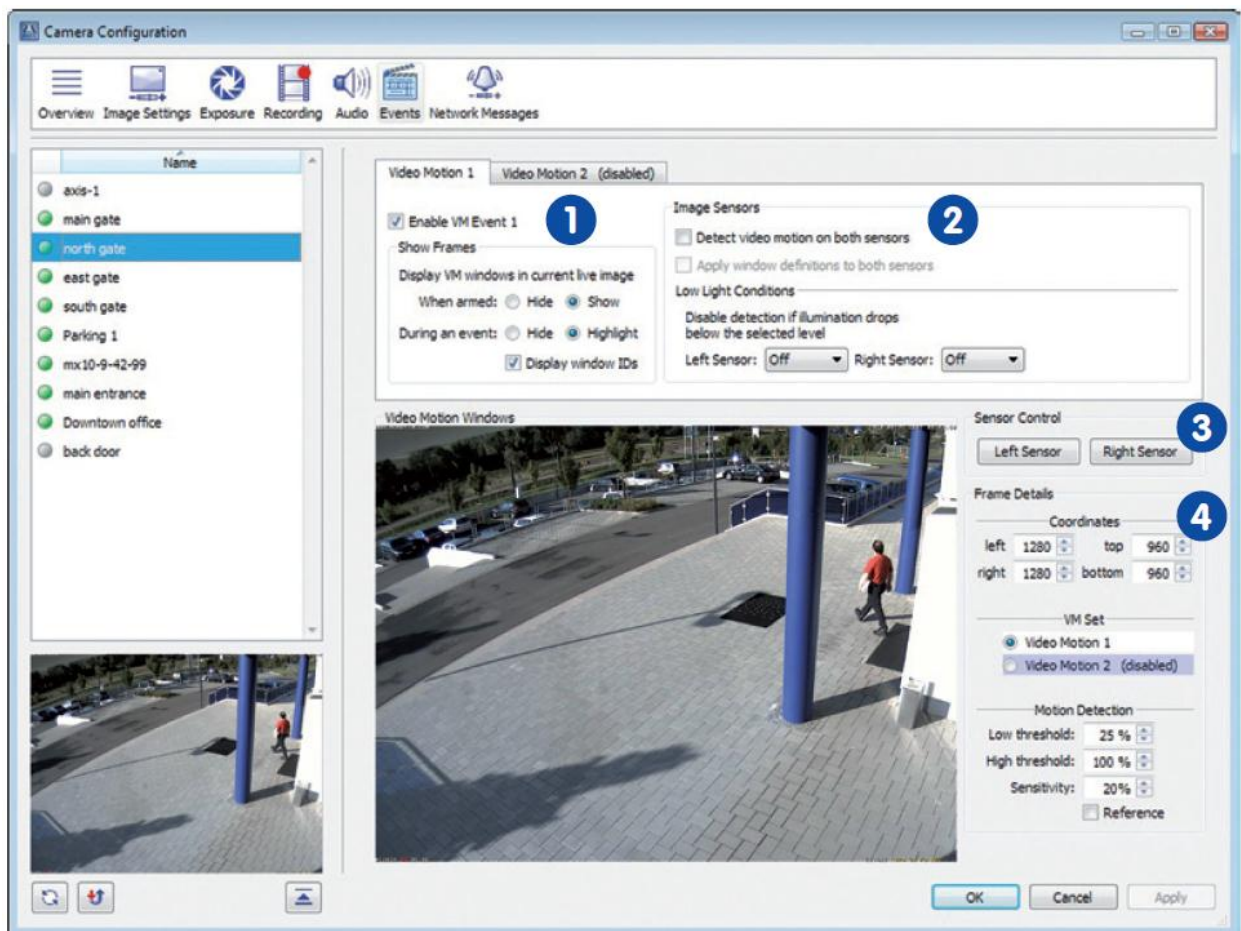 Camera Configuration
Overview Image Settings Exposure Recording Audio Events Network Messages
Name
axis-1
main gate
north gate
east gate
south gate
Parking 1
mx10-9-42-99
main entrance
Downtown office
back door
Video Motion 1 Video Motion 2 (disabled)
Enable VM Event 1
1
Show Frames
Display VM windows in current live image
When armed: Hide Show
During an event: Hide Highlight
Display window IDs
Image Sensors
2
Detect video motion on both sensors
Apply window definitions to both sensors
Low Light Conditions
Disable detection if illumination drops
below the selected level
Left Sensor: Off Right Sensor: Off
Video Motion Windows
Sensor Control
3
Left Sensor Right Sensor
Frame Details
4
Coordinates
left 1280 top 960
right 1280 bottom 960
VM Set
Video Motion 1
Video Motion 2 (disabled)
Motion Detection
Low threshold: 25 %
High threshold: 100 %
Sensitivity: 20%
Reference
OK Cancel Apply